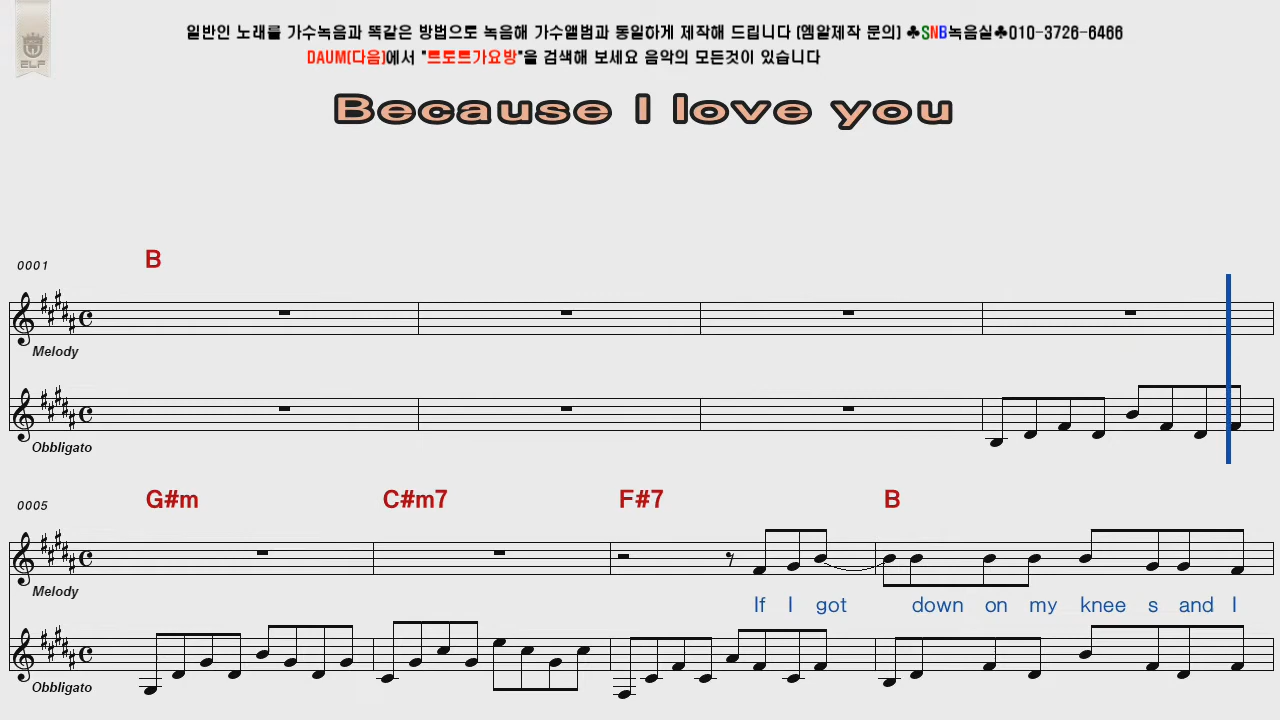 ELF
일반인 노래를 가수녹음과 똑같은 방법으로 녹음해 가수앨범과 동일하게 제작해 드립니다 (엠알제작 문의) ♣SNB녹음실♣010-3726-6466
DAUM(다음)에서 "트로트가요방"을 검색해 보세요 음악의 모든것이 있습니다
Because I love you
0001 B
Melody
Obbligato
0005 G#m C#m7 F#7 B
Melody
If I got down on my knee s and I
Obbligato